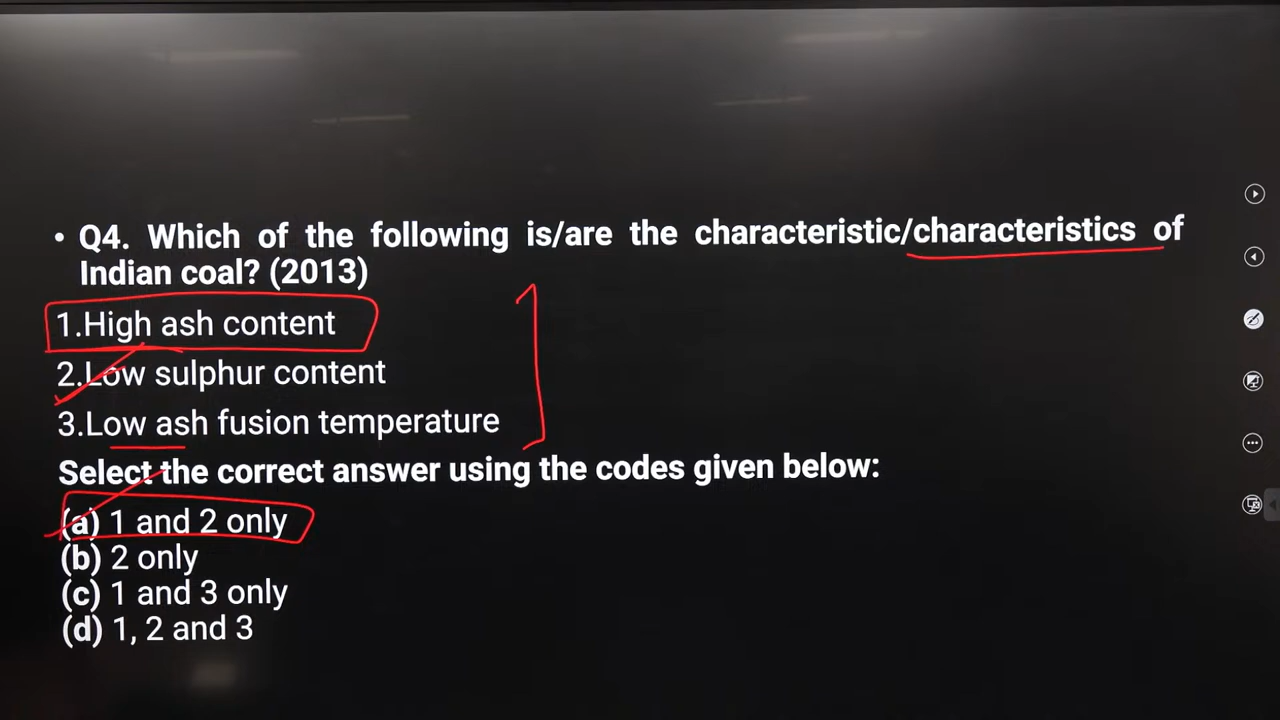 • Q4. Which of the following is/are the characteristic/characteristics of
Indian coal? (2013)
1.High ash content
2.Low sulphur content
3.Low ash fusion temperature
Select the correct answer using the codes given below:
(a) 1 and 2 only
(b) 2 only
(c) 1 and 3 only
(d) 1, 2 and 3